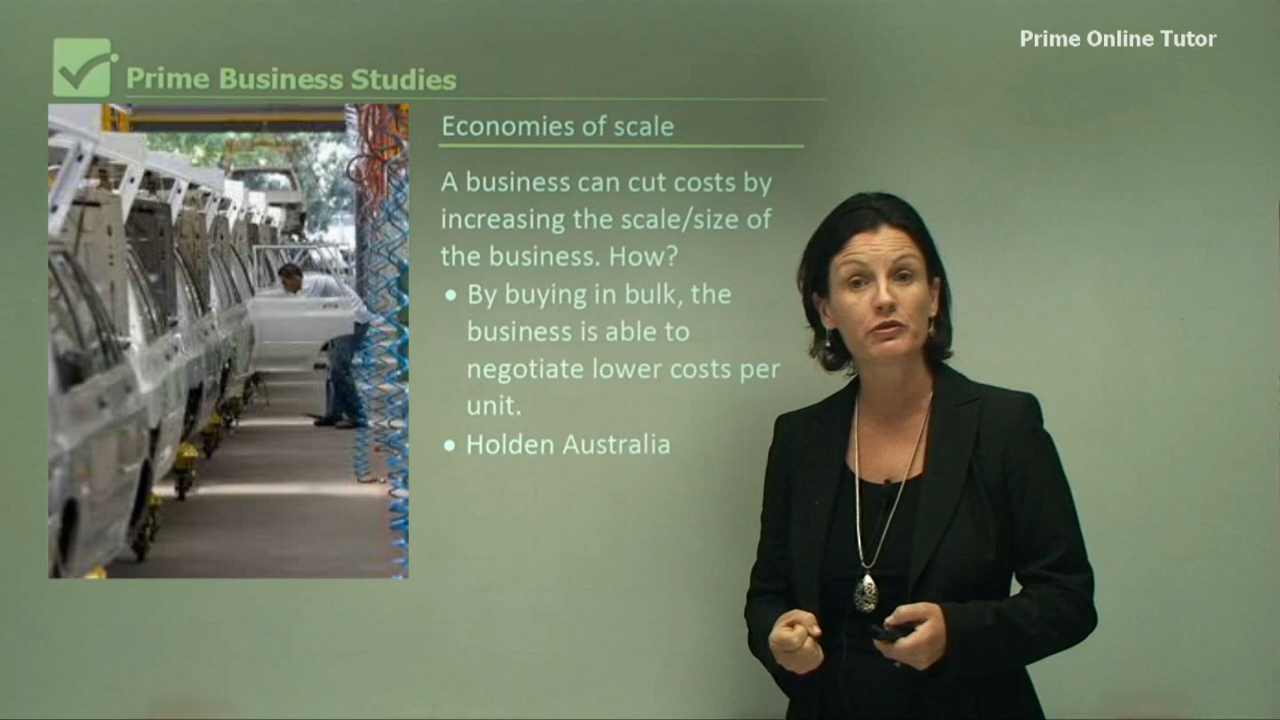 Prime Online Tutor
Prime Business Studies
Economies of scale
A business can cut costs by
increasing the scale/size of
the business. How?
• By buying in bulk, the
business is able to
negotiate lower costs per
unit.
• Holden Australia